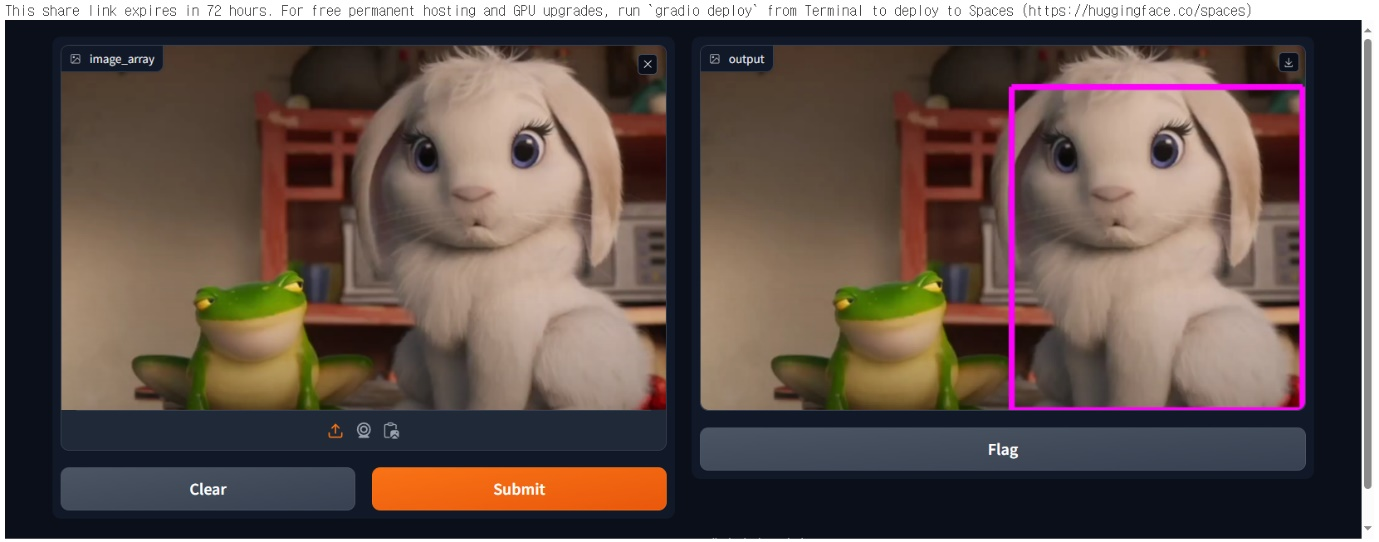 This share link expires in 72 hours. For free permanent hosting and GPU upgrades, run `gradio deploy` from Terminal to deploy to Spaces (https://huggingface.co/spaces)
image_array
output
Flag
Clear
Submit